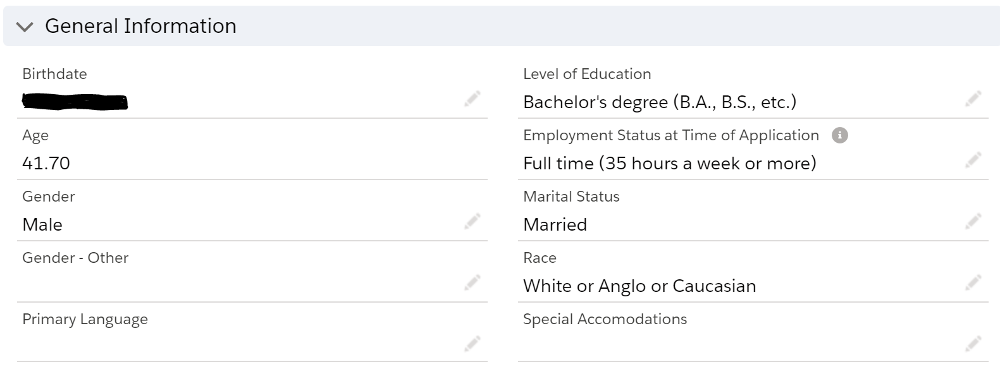 General Information
Birthdate
Age
41.70
Gender
Male
Gender - Other
Primary Language
Level of Education
Bachelor's degree (B.A., B.S., etc.)
Employment Status at Time of Application
Full time (35 hours a week or more)
Marital Status
Married
Race
White or Anglo or Caucasian
Special Accomodations